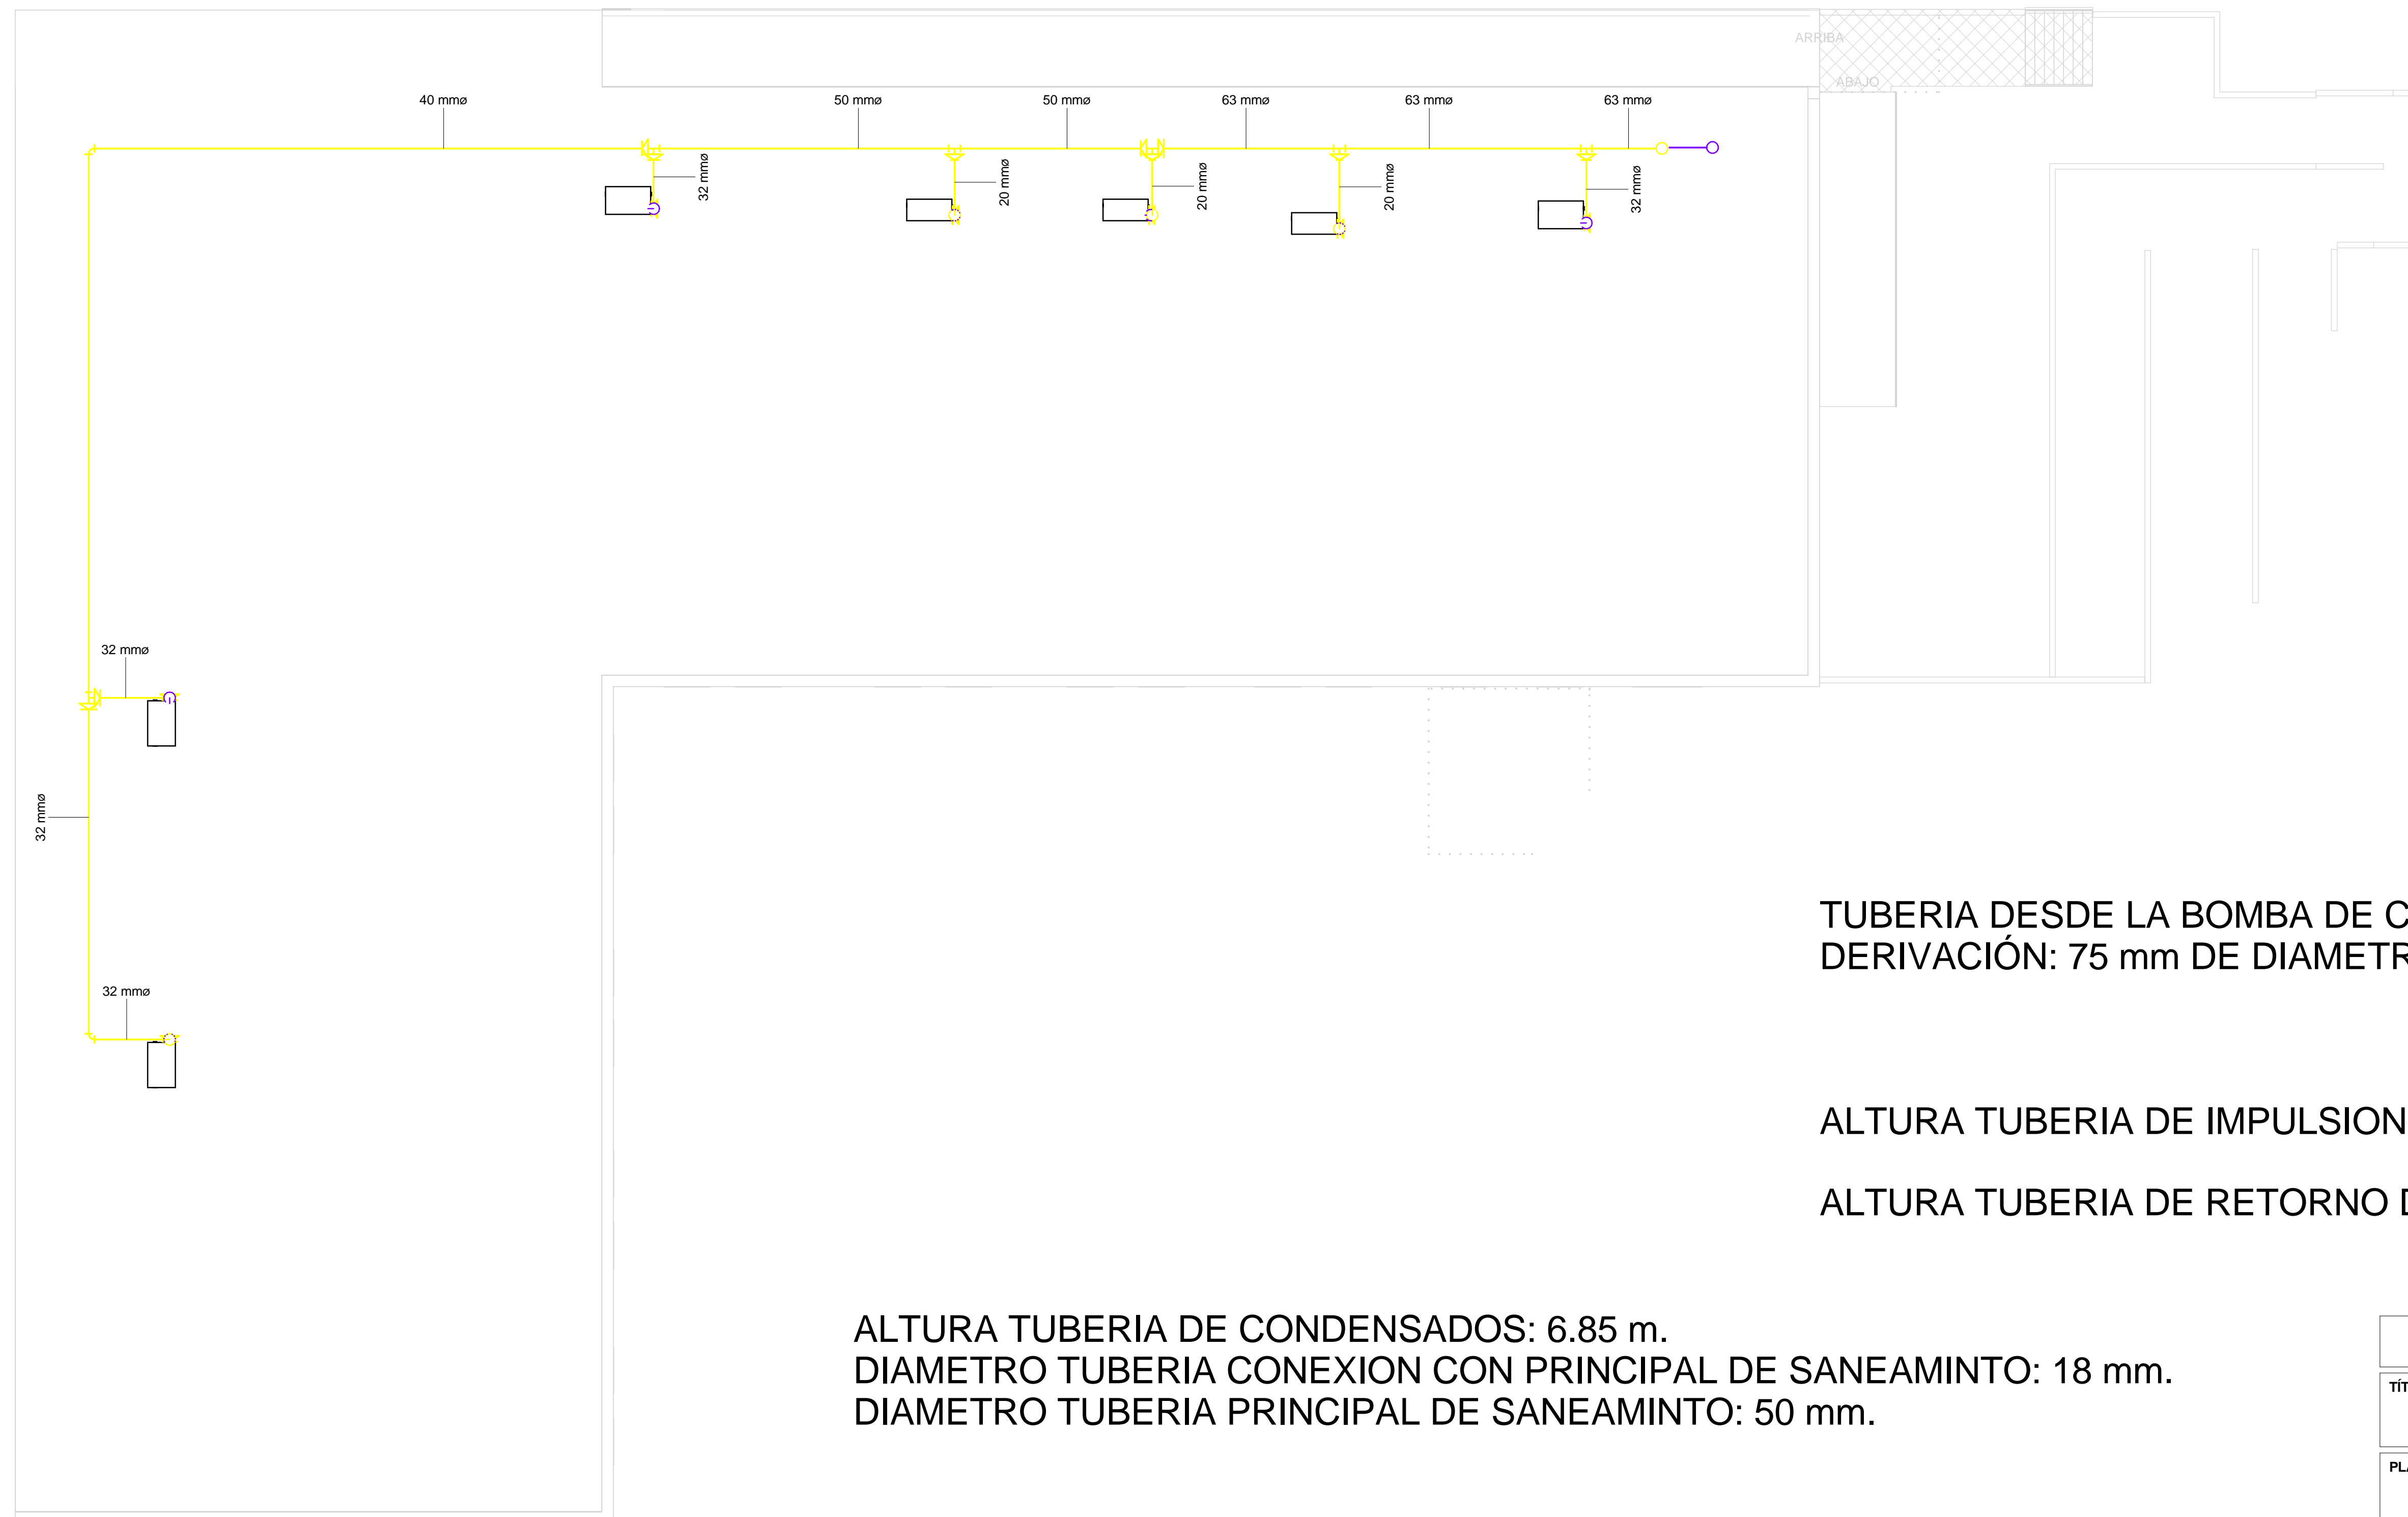 ARRIBA
ABAJO
40 mmø
50 mmø
50 mmø
63 mmø
63 mmø
63 mmø
32 mmø
20 mmø
20 mmø
20 mmø
32 mmø
32 mmø
32 mmø
32 mmø
TUBERIA DESDE LA BOMBA DE
DERIVACIÓN: 75 mm DE
ALTURA TUBERIA DE IMPULSION
ALTURA TUBERIA DE RETORNO
ALTURA TUBERIA DE CONDENSADOS: 6.85 m.
DIAMETRO TUBERIA CONEXION CON PRINCIPAL DE SANEAMINTO: 18 mm.
DIAMETRO TUBERIA PRINCIPAL DE SANEAMINTO: 50 mm.